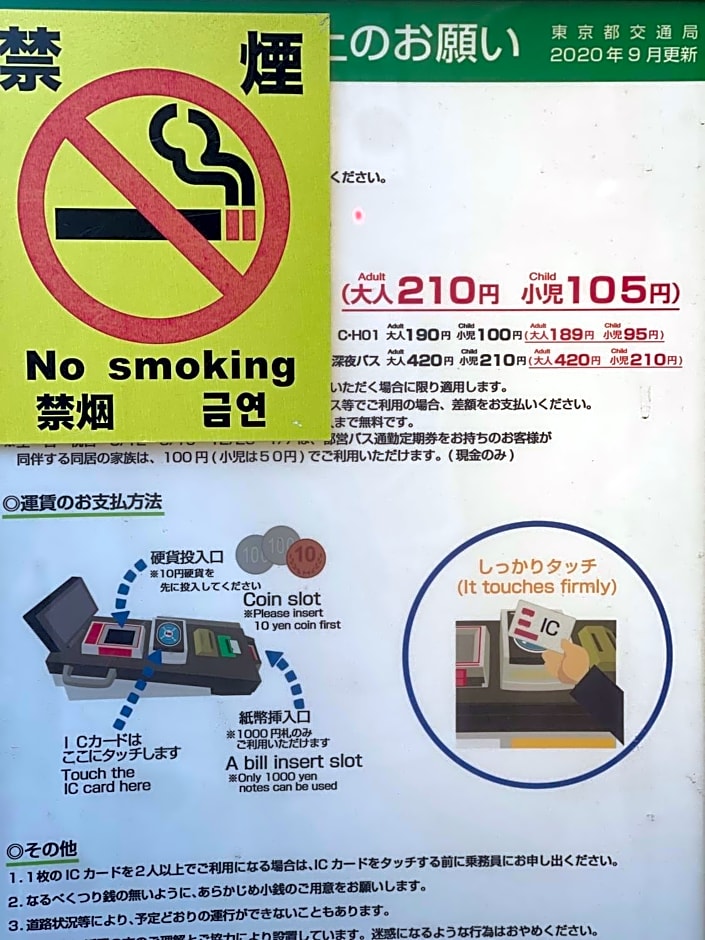 禁煙
No smoking
禁烟 금연
上のお願い
東京都交通局
2020年9月更新
ください。
Adult Child
(大人210円 小児105円)
C・H01 Adult 大人190円 Child 小児100円(Adult 大人189円 Child 小児95円)
深夜バス Adult 大人420円 Child 小児210円(Adult 大人420円 Child 小児210円)
いただく場合に限り適用します。
ス等でご利用の場合、差額をお支払いください。
まで無料です。
は、都営バス通勤定期券をお持ちのお客様が
同伴する同居の家族は、100円(小児は50円)でご利用いただけます。(現金のみ)
◎運賃のお支払方法
硬貨投入口
※10円硬貨を
先に投入してください
100 100 10
Coin slot
※Please insert
10 yen coin first
しっかりタッチ
(It touches firmly)
IC
紙幣挿入口
※1000円札のみ
ご利用いただけます
A bill insert slot
※Only 1000 yen
notes can be used
ICカードは
ここにタッチします
Touch the
IC card here
◎その他
1.1枚のICカードを2人以上でご利用になる場合は、ICカードをタッチする前に乗務員にお申し出ください。
2.なるべくつり銭の無いように、あらかじめ小銭のご用意をお願いします。
3.道路状況等により、予定どおりの運行ができないこともあります。
のご理解とご協力により設置しています。迷惑になるような行為はおやめください。